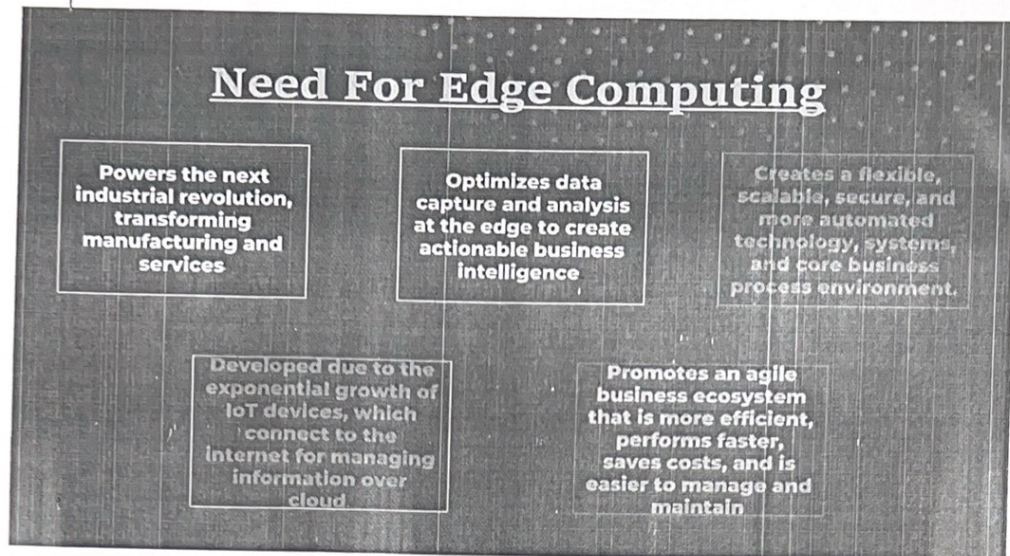 Need For Edge Computing
Powers the next
industrial revolution,
transforming
manufacturing and
services
Optimizes data
capture and analysis
at the edge to create
actionable business
intelligence
Creates a flexible,
scalable, secure, and
more automated
technology, systems,
and core business
process environment.
Developed due to the
exponential growth of
IoT devices, which
connect to the
internet for managing
information over
cloud
Promotes an agile
business ecosystem
that is more efficient,
performs faster,
saves costs, and is
easier to manage and
maintain